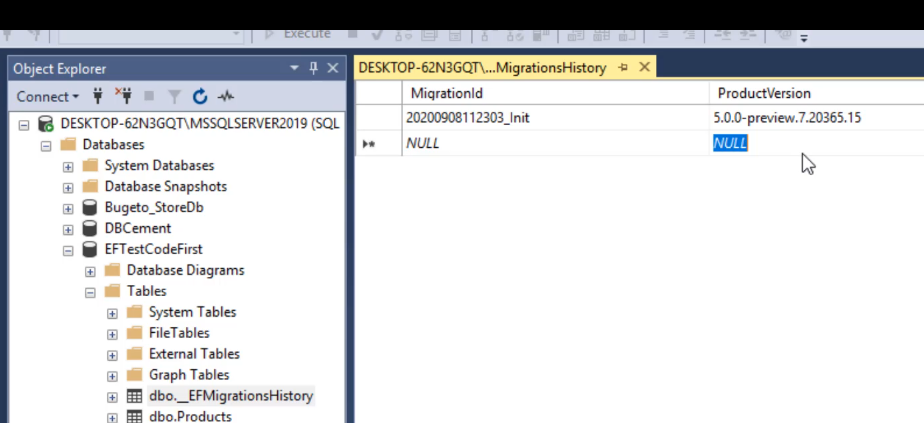 Execute
Object Explorer
Connect
DESKTOP-62N3GQT\MSSQLSERVER2019 (SQL
Databases
System Databases
Database Snapshots
Bugeto_StoreDb
DBCement
EFTestCodeFirst
Database Diagrams
Tables
System Tables
FileTables
External Tables
Graph Tables
dbo.__EFMigrationsHistory
dbo.Products
DESKTOP-62N3GQT\...MigrationsHistory
MigrationId ProductVersion
20200908112303_Init 5.0.0-preview.7.20365.15
NULL NULL